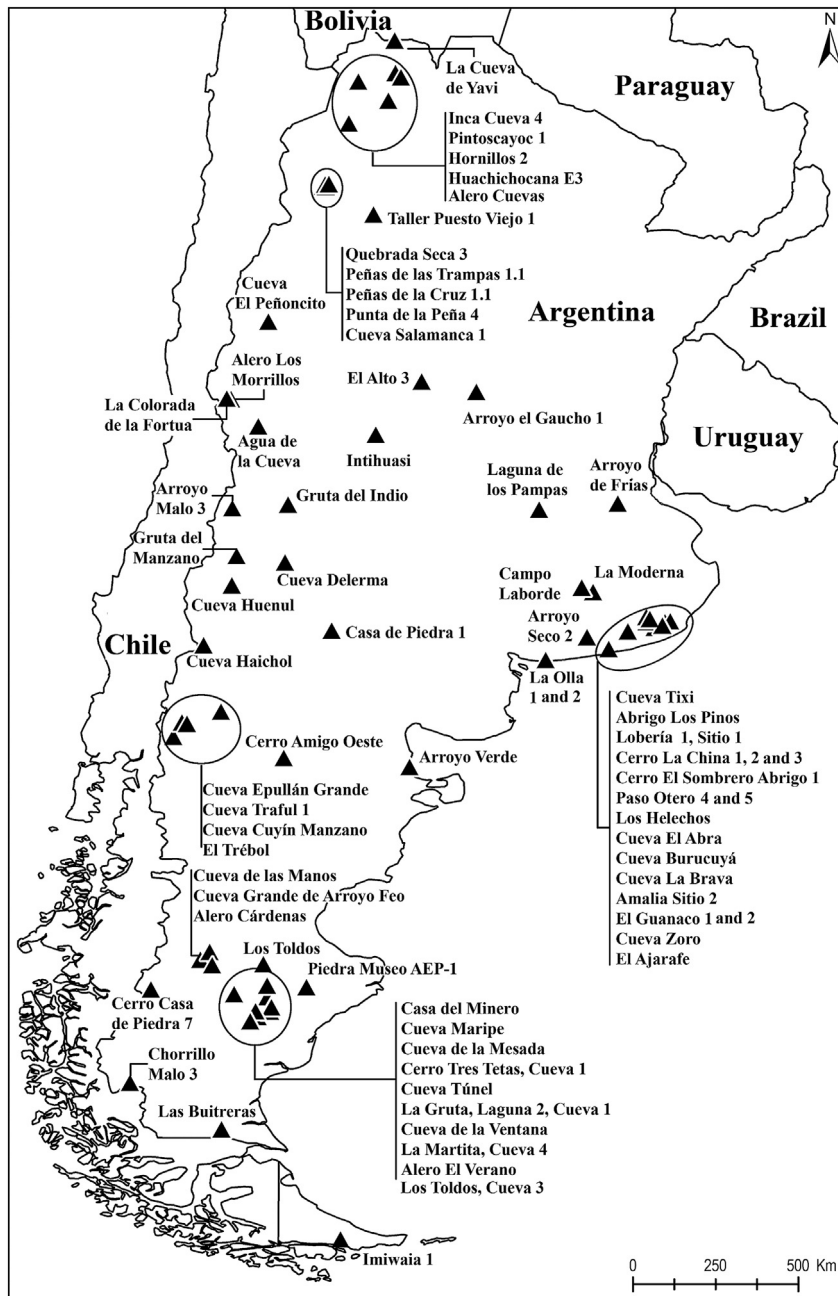 Bolivia
N
La Cueva
de Yavi
Paraguay
Inca Cueva 4
Pintoscayoc 1
Hornillos 2
Huachichocana E3
Alero Cuevas
Taller Puesto Viejo 1
Quebrada Seca 3
Peñas de las Trampas 1.1
Peñas de la Cruz 1.1
Punta de la Peña 4
Cueva Salamanca 1
Cueva
El Peñoncito
Argentina
Brazil
Alero Los
Morrillos
El Alto 3
La Colorada
de la Fortua
Arroyo el Gaucho 1
Uruguay
Agua de
la Cueva
Intihuasi
Laguna de
los Pampas
Arroyo
de Frías
Arroyo
Malo 3
Gruta del Indio
Gruta del
Manzano
Cueva Delerma
Cueva Huenul
Campo
Laborde
La Moderna
Arroyo
Seco 2
Casa de Piedra 1
Chile
Cueva Haichol
La Olla
1 and 2
Cueva Tixi
Abrigo Los Pinos
Lobería 1, Sitio 1
Cerro La China 1, 2 and 3
Cerro El Sombrero Abrigo 1
Paso Otero 4 and 5
Los Helechos
Cueva El Abra
Cueva Burucuyá
Cueva La Brava
Amalia Sitio 2
El Guanaco 1 and 2
Cueva Zoro
El Ajarafe
Cerro Amigo Oeste
Arroyo Verde
Cueva Epullán Grande
Cueva Traful 1
Cueva Cuyín Manzano
El Trébol
Cueva de las Manos
Cueva Grande de Arroyo Feo
Alero Cárdenas
Los Toldos
Piedra Museo AEP-1
Cerro Casa
de Piedra 7
Casa del Minero
Cueva Maripe
Cueva de la Mesada
Cerro Tres Tetas, Cueva 1
Cueva Túnel
La Gruta, Laguna 2, Cueva 1
Cueva de la Ventana
La Martita, Cueva 4
Alero El Verano
Los Toldos, Cueva 3
Chorrillo
Malo 3
Las Buitreras
Imiwaia 1
0 250 500 Km